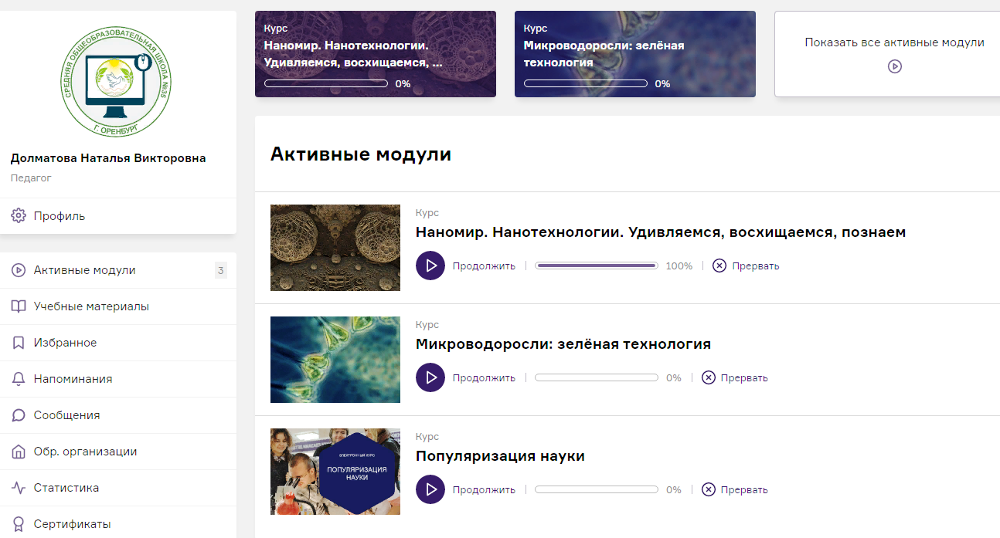 СРЕДНЯЯ ОБЩЕОБРАЗОВАТЕЛЬНАЯ ШКОЛА №35
Г. ОРЕНБУРГ
Долматова Наталья Викторовна
Педагог
Профиль
Активные модули 3
Учебные материалы
Избранное
Напоминания
Сообщения
Обр. организации
Статистика
Сертификаты
Курс
Наномир. Нанотехнологии.
Удивляемся, восхищаемся, ...
0%
Курс
Микроводоросли: зелёная
технология
0%
Показать все активные модули
Активные модули
Курс
Наномир. Нанотехнологии. Удивляемся, восхищаемся, познаем
Продолжить 100% Прервать
Курс
Микроводоросли: зелёная технология
Продолжить 0% Прервать
ЭЛЕКТРОННЫЙ КУРС
ПОПУЛЯРИЗАЦИЯ
НАУКИ
Курс
Популяризация науки
Продолжить 0% Прервать